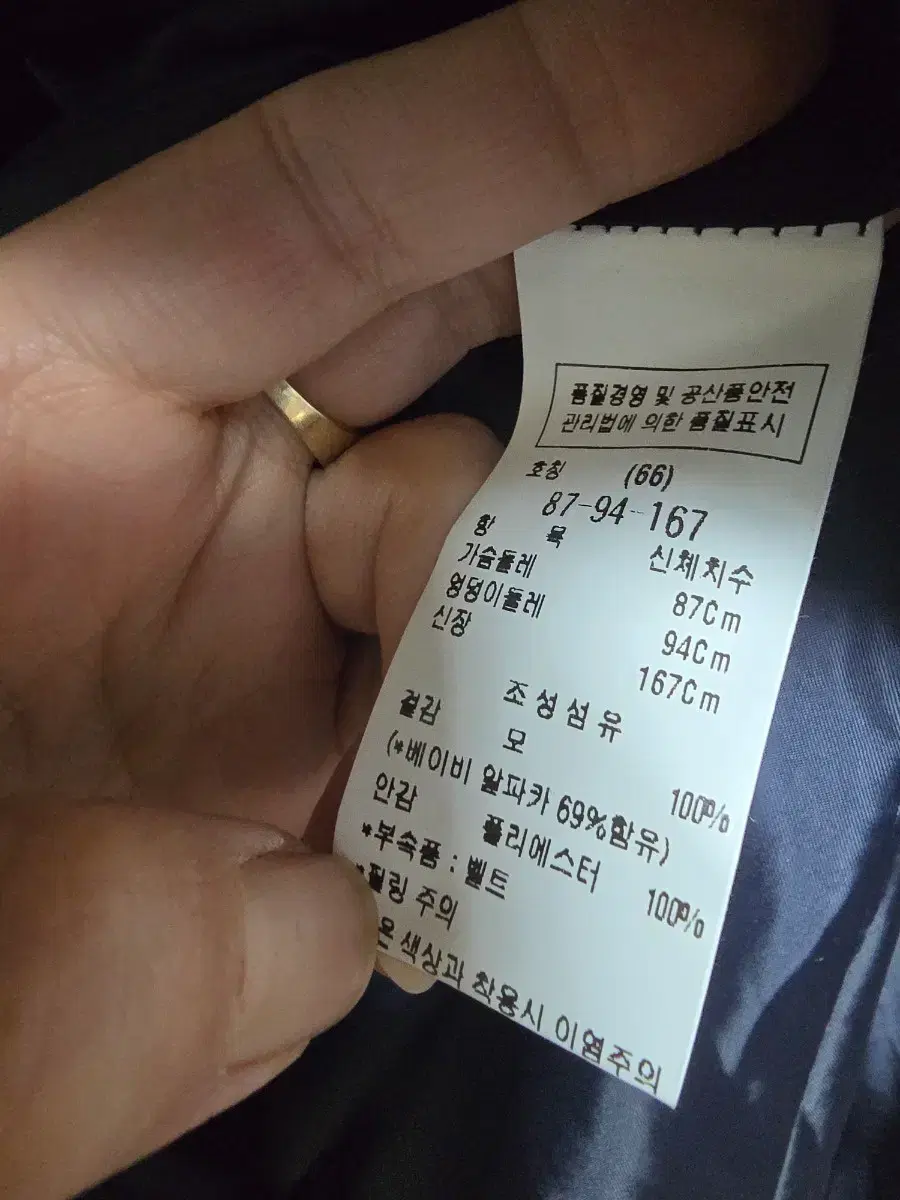 품질경영 및 공산품안전
관리법에 의한 품질표시
호칭 (66)
87-94-167
항 목 신체치수
가슴둘레 87Cm
엉덩이둘레 94Cm
신장 167Cm
조성섬유
겉감 모 100%
(*베이비 알파카 69%함유)
안감 폴리에스터 100%
*부속품 : 벨트
*필링 주의
색상과 착용시 이염주의